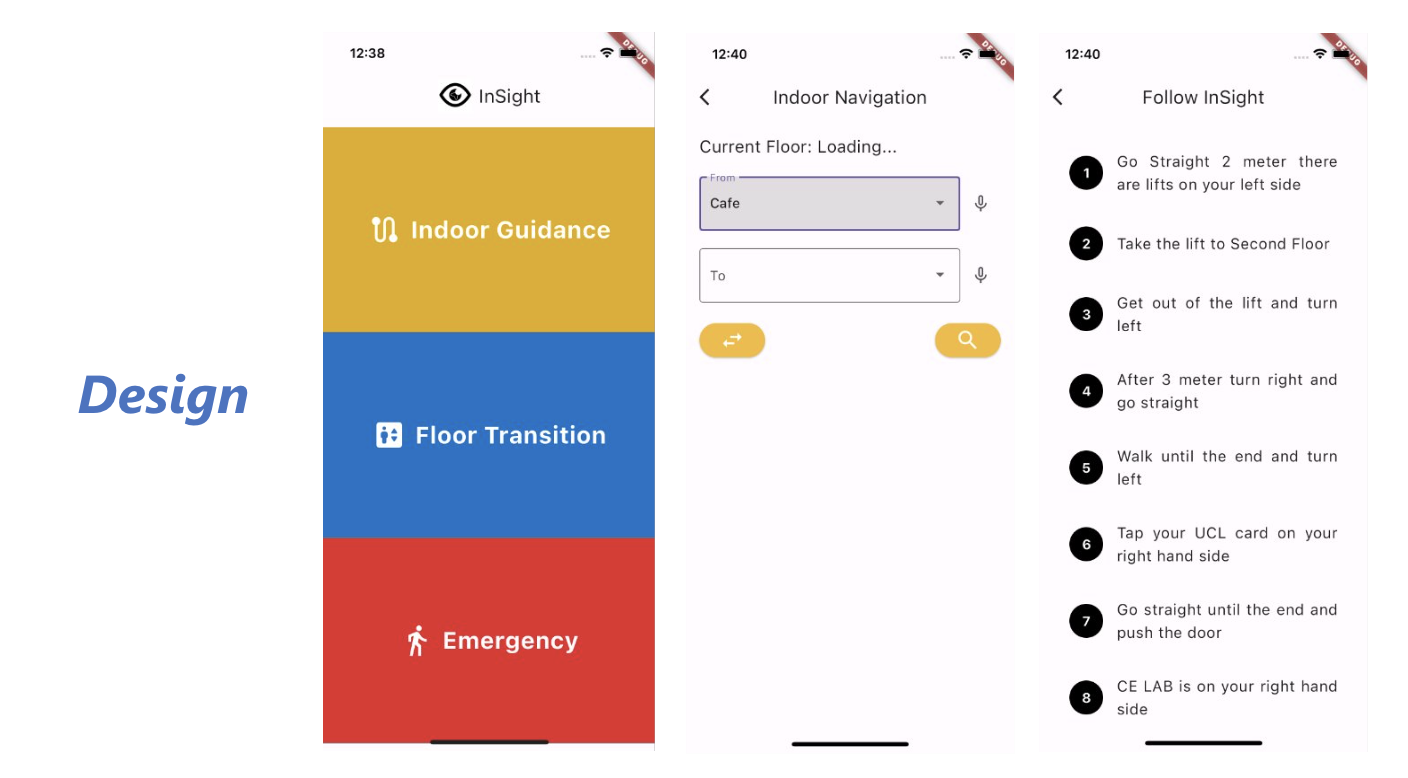 Design
12:38
DEBUG
InSight
Indoor Guidance
Floor Transition
Emergency
12:40
DEBUG
Indoor Navigation
Current Floor: Loading...
From
Cafe
To
12:40
DEBUG
Follow InSight
1
Go Straight 2 meter there
are lifts on your left side
2
Take the lift to Second Floor
3
Get out of the lift and turn
left
4
After 3 meter turn right and
go straight
5
Walk until the end and turn
left
6
Tap your UCL card on your
right hand side
7
Go straight until the end and
push the door
8
CE LAB is on your right hand
side